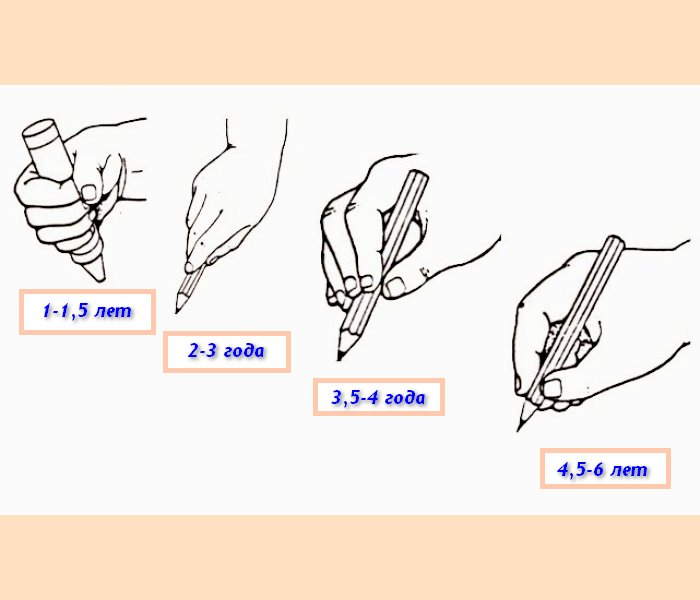 1-1,5 лет
2-3 года
3,5-4 года
4,5-6 лет